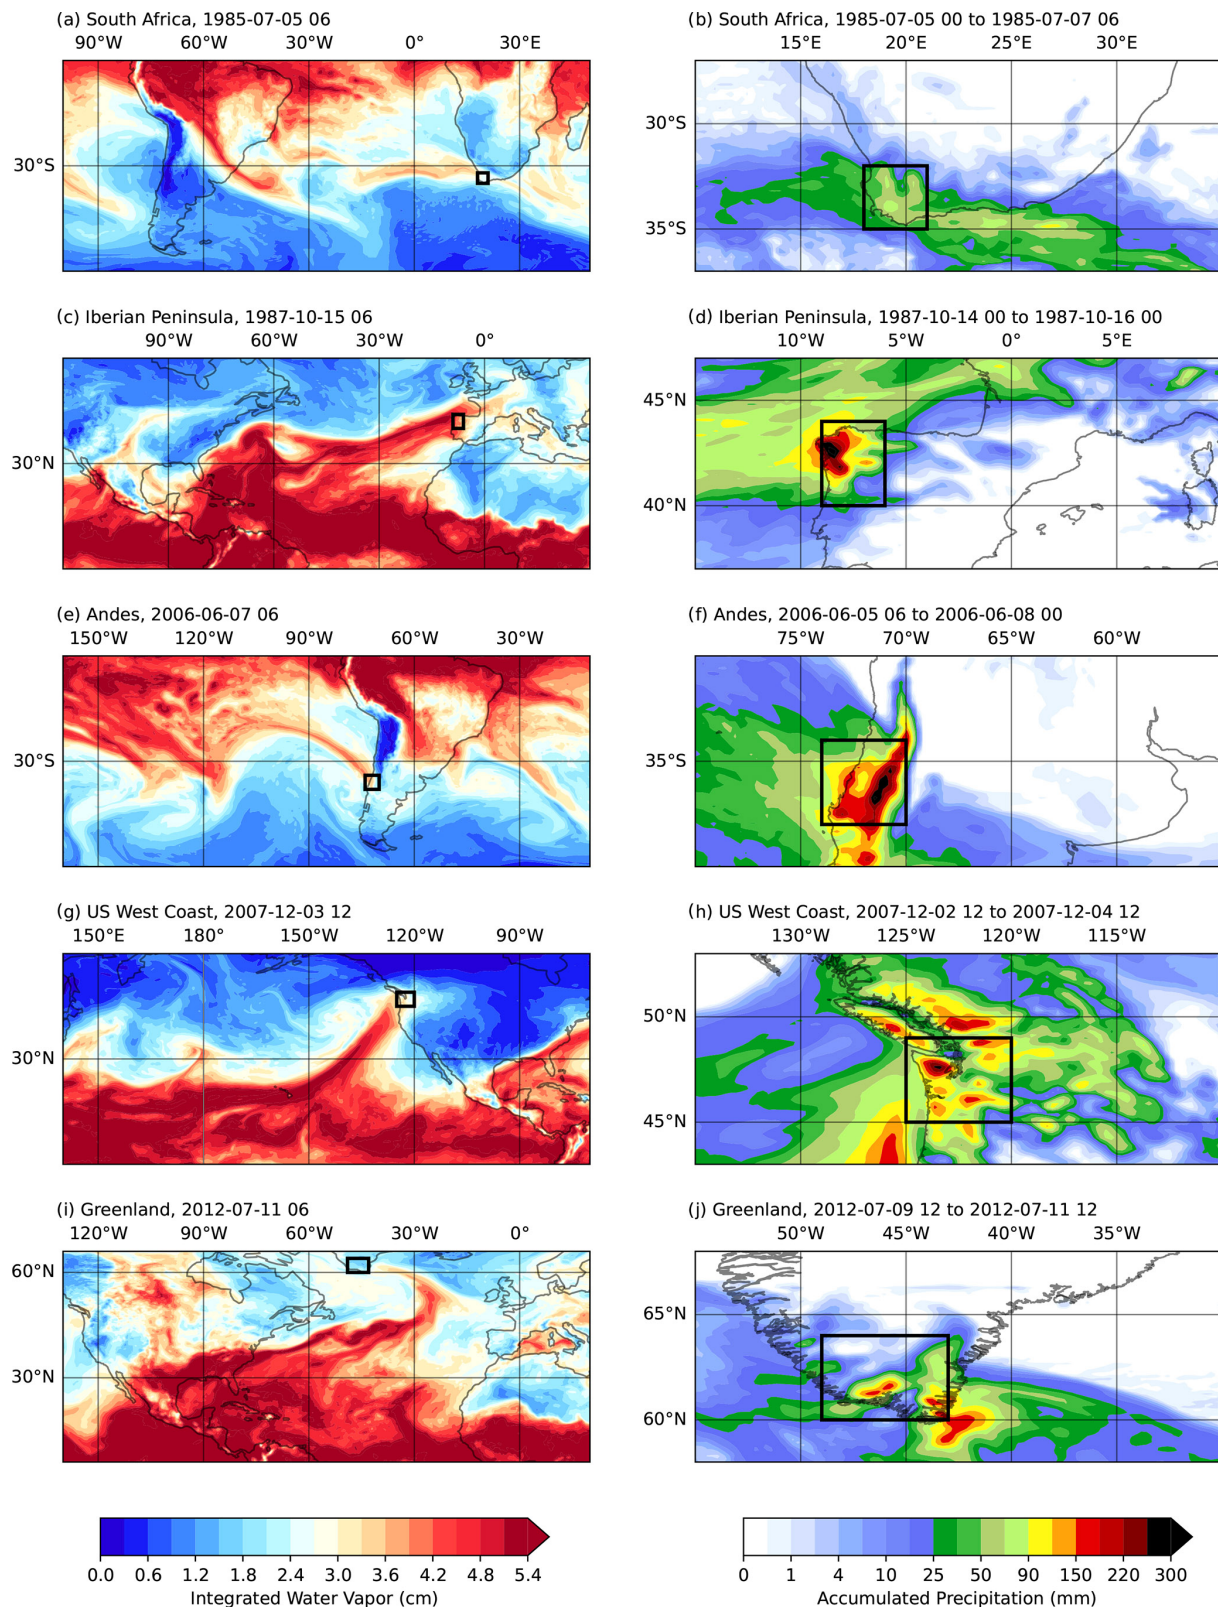 (a) South Africa, 1985-07-05 06
90°W 60°W 30°W 0° 30°E
30°S
(b) South Africa, 1985-07-05 00 to 1985-07-07 06
15°E 20°E 25°E 30°E
30°S
35°S
(c) Iberian Peninsula, 1987-10-15 06
90°W 60°W 30°W 0°
30°N
(d) Iberian Peninsula, 1987-10-14 00 to 1987-10-16 00
10°W 5°W 0° 5°E
45°N
40°N
(e) Andes, 2006-06-07 06
150°W 120°W 90°W 60°W 30°W
30°S
(f) Andes, 2006-06-05 06 to 2006-06-08 00
75°W 70°W 65°W 60°W
35°S
(g) US West Coast, 2007-12-03 12
150°E 180° 150°W 120°W 90°W
30°N
(h) US West Coast, 2007-12-02 12 to 2007-12-04 12
130°W 125°W 120°W 115°W
50°N
45°N
(i) Greenland, 2012-07-11 06
120°W 90°W 60°W 30°W 0°
60°N
30°N
(j) Greenland, 2012-07-09 12 to 2012-07-11 12
50°W 45°W 40°W 35°W
65°N
60°N
0.0 0.6 1.2 1.8 2.4 3.0 3.6 4.2 4.8 5.4
Integrated Water Vapor (cm)
0 1 4 10 25 50 90 150 220 300
Accumulated Precipitation (mm)